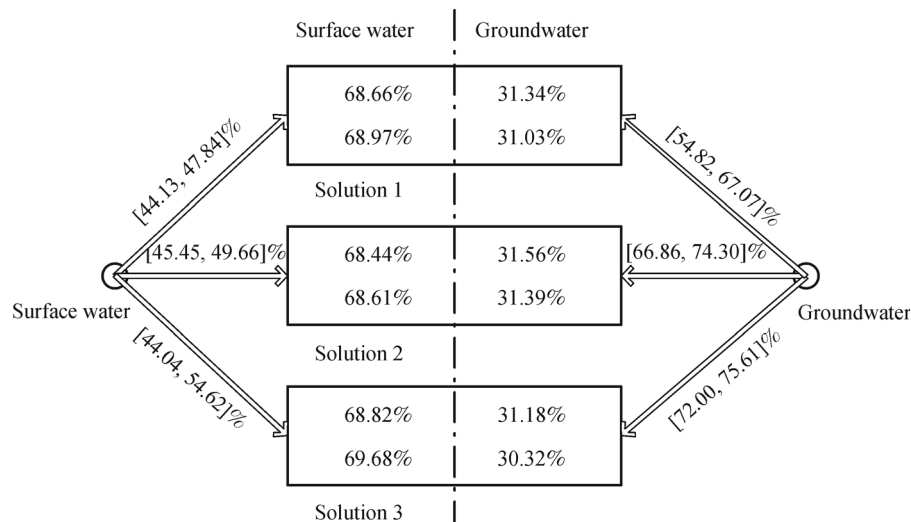 Surface water Groundwater
68.66% 31.34%
68.97% 31.03%
Solution 1
[44.13, 47.84]%
[54.82, 67.07]%
[45.45, 49.66]%
68.44% 31.56%
68.61% 31.39%
[66.86, 74.30]%
Surface water
Groundwater
Solution 2
[44.04, 54.62]%
[72.00, 75.61]%
68.82% 31.18%
69.68% 30.32%
Solution 3